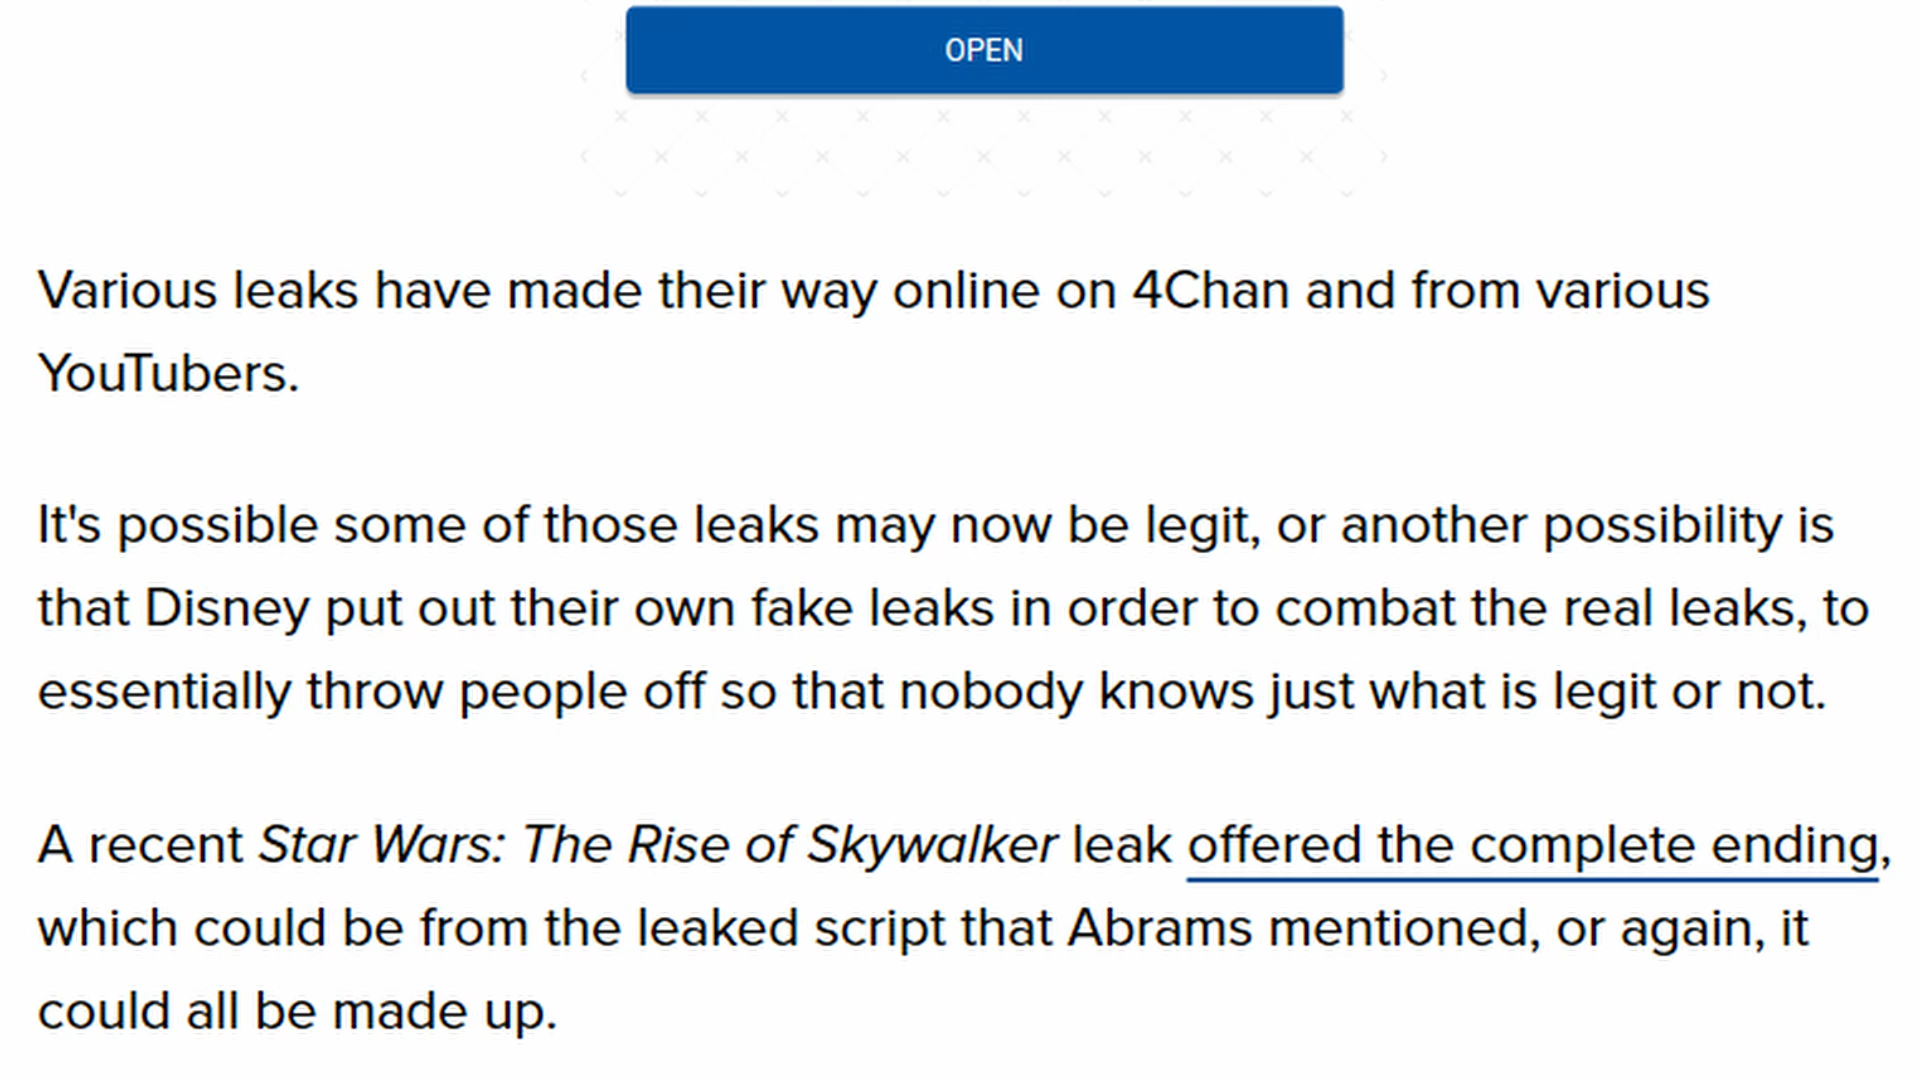 OPEN
Various leaks have made their way online on 4Chan and from various
YouTubers.
It's possible some of those leaks may now be legit, or another possibility is
that Disney put out their own fake leaks in order to combat the real leaks, to
essentially throw people off so that nobody knows just what is legit or not.
A recent Star Wars: The Rise of Skywalker leak offered the complete ending,
which could be from the leaked script that Abrams mentioned, or again, it
could all be made up.